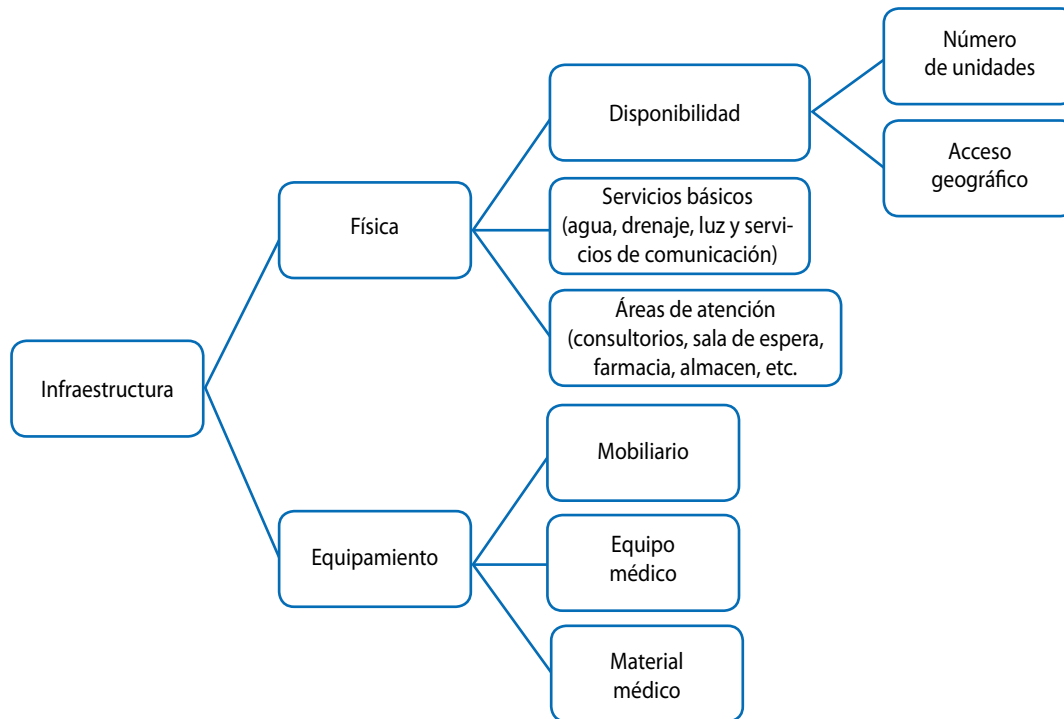 Infraestructura
Física
Disponibilidad
Número
de unidades
Acceso
geográfico
Servicios básicos
(agua, drenaje, luz y servi-
cios de comunicación)
Áreas de atención
(consultorios, sala de espera,
farmacia, almacen, etc.
Equipamiento
Mobiliario
Equipo
médico
Material
médico